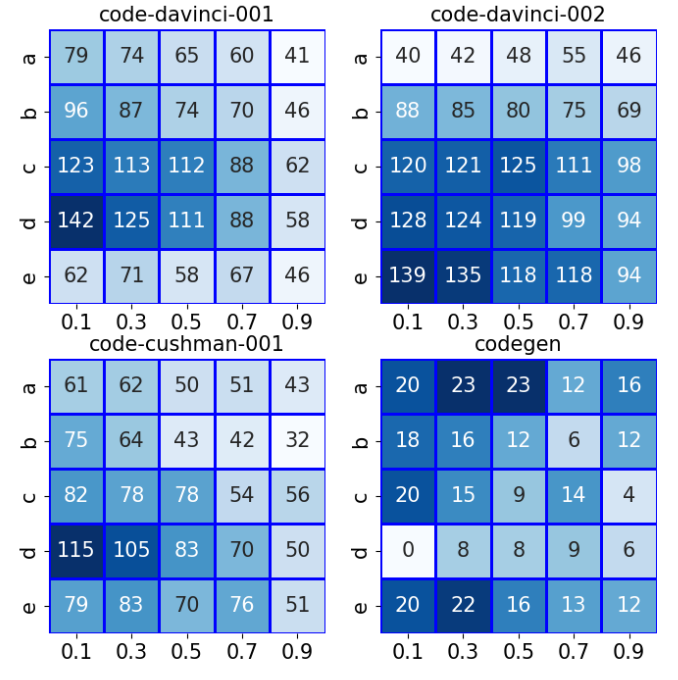 code-davinci-001
a 79 74 65 60 41
b 96 87 74 70 46
c 123 113 112 88 62
d 142 125 111 88 58
e 62 71 58 67 46
0.1 0.3 0.5 0.7 0.9
code-davinci-002
a 40 42 48 55 46
b 88 85 80 75 69
c 120 121 125 111 98
d 128 124 119 99 94
e 139 135 118 118 94
0.1 0.3 0.5 0.7 0.9
code-cushman-001
a 61 62 50 51 43
b 75 64 43 42 32
c 82 78 78 54 56
d 115 105 83 70 50
e 79 83 70 76 51
0.1 0.3 0.5 0.7 0.9
codegen
a 20 23 23 12 16
b 18 16 12 6 12
c 20 15 9 14 4
d 0 8 8 9 6
e 20 22 16 13 12
0.1 0.3 0.5 0.7 0.9